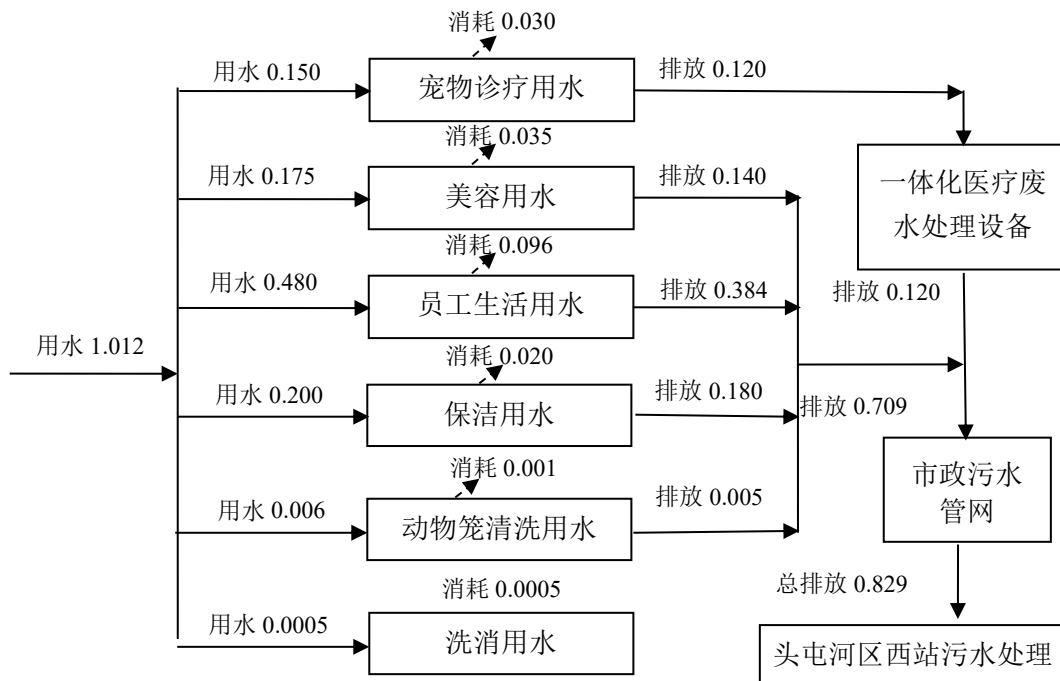 消耗 0.030
用水 0.150
宠物诊疗用水
排放 0.120
消耗 0.035
用水 0.175
美容用水
排放 0.140
一体化医疗废
水处理设备
消耗 0.096
用水 0.480
员工生活用水
排放 0.384
排放 0.120
用水 1.012
消耗 0.020
用水 0.200
保洁用水
排放 0.180
排放 0.709
消耗 0.001
用水 0.006
动物笼清洗用水
排放 0.005
市政污水
管网
消耗 0.0005
总排放 0.829
用水 0.0005
洗消用水
头屯河区西站污水处理